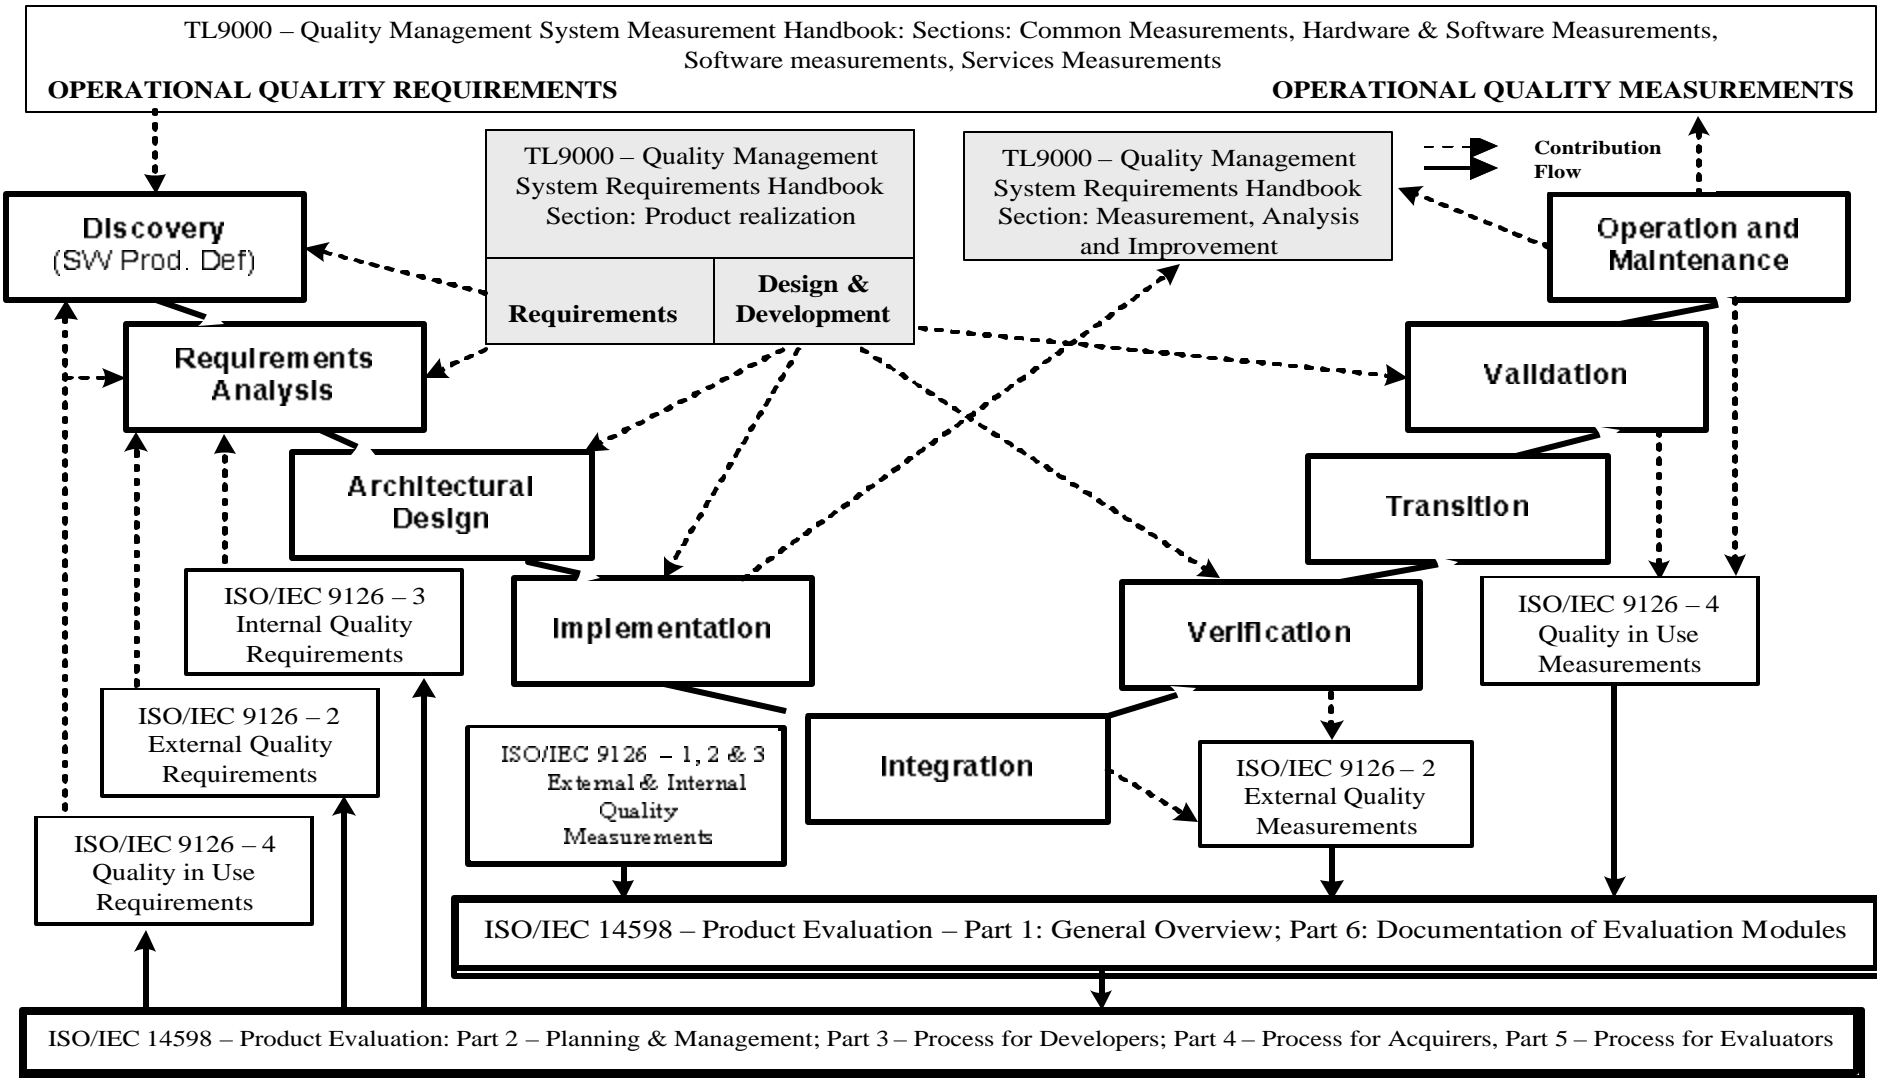 TL9000 – Quality Management System Measurement Handbook: Sections: Common Measurements, Hardware & Software Measurements,
Software measurements, Services Measurements
OPERATIONAL QUALITY REQUIREMENTS
OPERATIONAL QUALITY MEASUREMENTS
TL9000 – Quality Management
System Requirements Handbook
Section: Product realization
Requirements
Design &
Development
TL9000 – Quality Management
System Requirements Handbook
Section: Measurement, Analysis
and Improvement
Contribution
Flow
Discovery
(SW Prod. Def)
Operation and
Maintenance
Requirements
Analysis
Validation
Architectural
Design
Transition
Implementation
Verification
Integration
ISO/IEC 9126 – 3
Internal Quality
Requirements
ISO/IEC 9126 – 2
External Quality
Requirements
ISO/IEC 9126 – 4
Quality in Use
Requirements
ISO/IEC 9126 – 1, 2 & 3
External & Internal
Quality
Measurements
ISO/IEC 9126 – 2
External Quality
Measurements
ISO/IEC 9126 – 4
Quality in Use
Measurements
ISO/IEC 14598 – Product Evaluation – Part 1: General Overview; Part 6: Documentation of Evaluation Modules
ISO/IEC 14598 – Product Evaluation: Part 2 – Planning & Management; Part 3 – Process for Developers; Part 4 – Process for Acquirers, Part 5 – Process for Evaluators